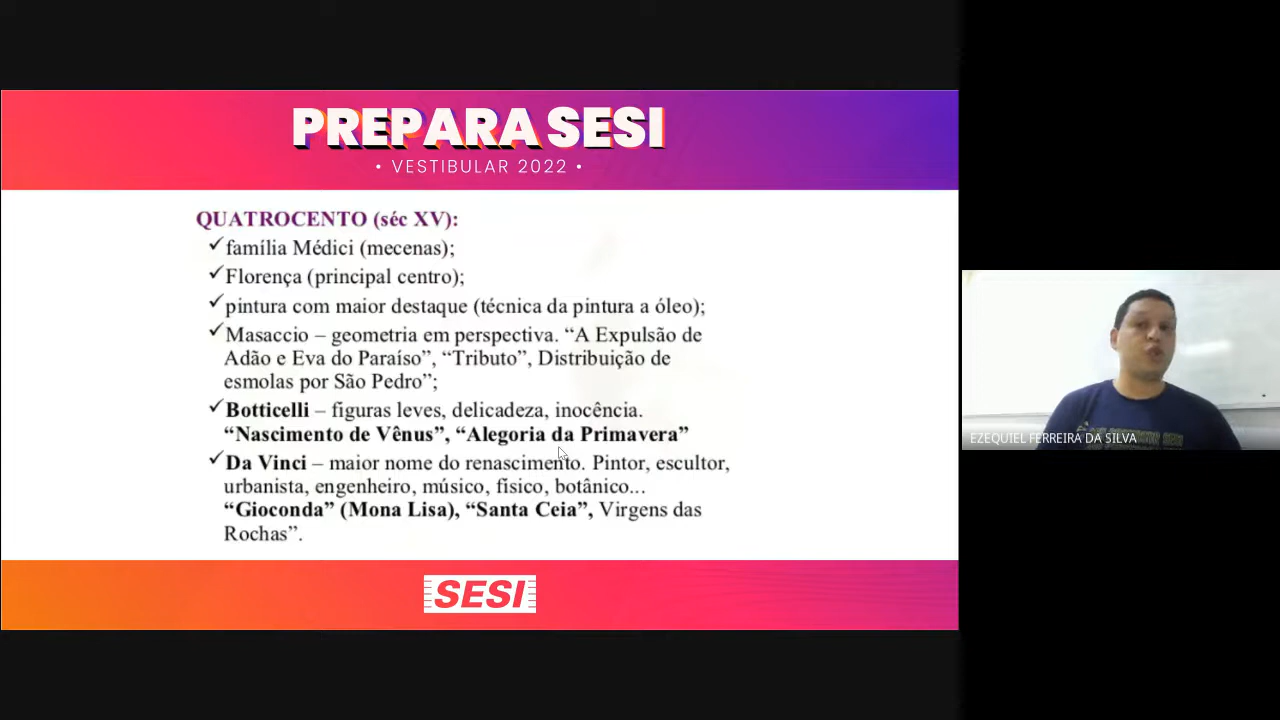 PREPARA SESI
• VESTIBULAR 2022 •
QUATROCENTO (séc XV):
✓família Médici (mecenas);
✓Florença (principal centro);
✓pintura com maior destaque (técnica da pintura a óleo);
✓Masaccio – geometria em perspectiva. “A Expulsão de
Adão e Eva do Paraíso”, “Tributo”, Distribuição de
esmolas por São Pedro”;
✓Botticelli – figuras leves, delicadeza, inocência.
“Nascimento de Vênus”, “Alegoria da Primavera”
✓Da Vinci – maior nome do renascimento. Pintor, escultor,
urbanista, engenheiro, músico, físico, botânico...
“Gioconda” (Mona Lisa), “Santa Ceia”, Virgens das
Rochas”.
SESI
EZEQUIEL FERREIRA DA SILVA